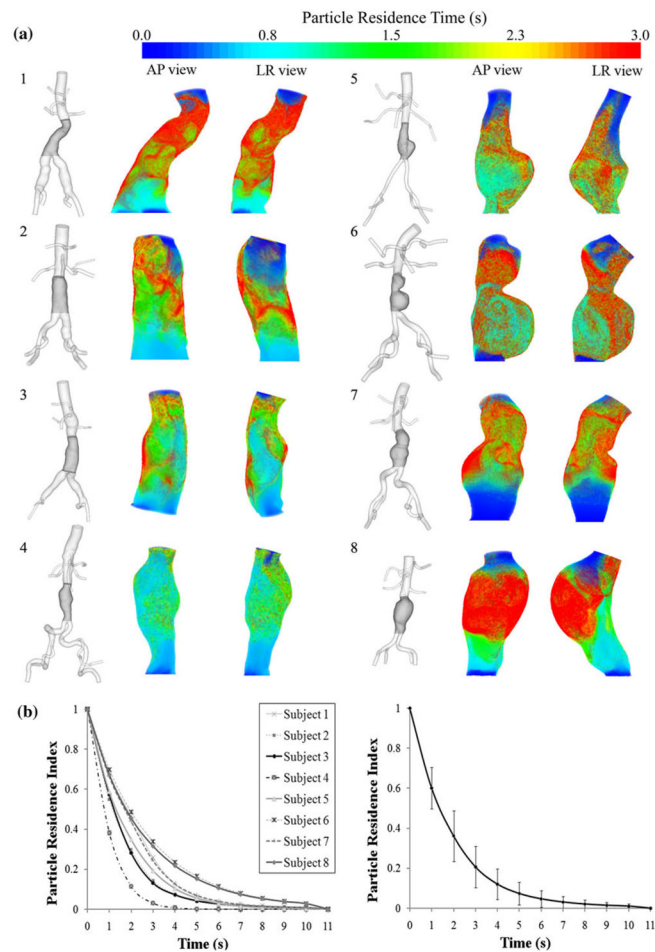 Particle Residence Time (s)
(a)
0.0 1.5 2.3 3.0
AP view LR view AP view LR view
1 5
2 6
3 7
4 8
(b)
Particle Residence Index
1
0.8
0.6
0.4
0.2
0
0 1 2 3 4 5 6 7 8 9 10 11
Time (s)
Subject 1
Subject 2
Subject 3
Subject 4
Subject 5
Subject 6
Subject 7
Subject 8
Particle Residence Index
1
0.8
0.6
0.4
0.2
0
0 1 2 3 4 5 6 7 8 9 10 11
Time (s)